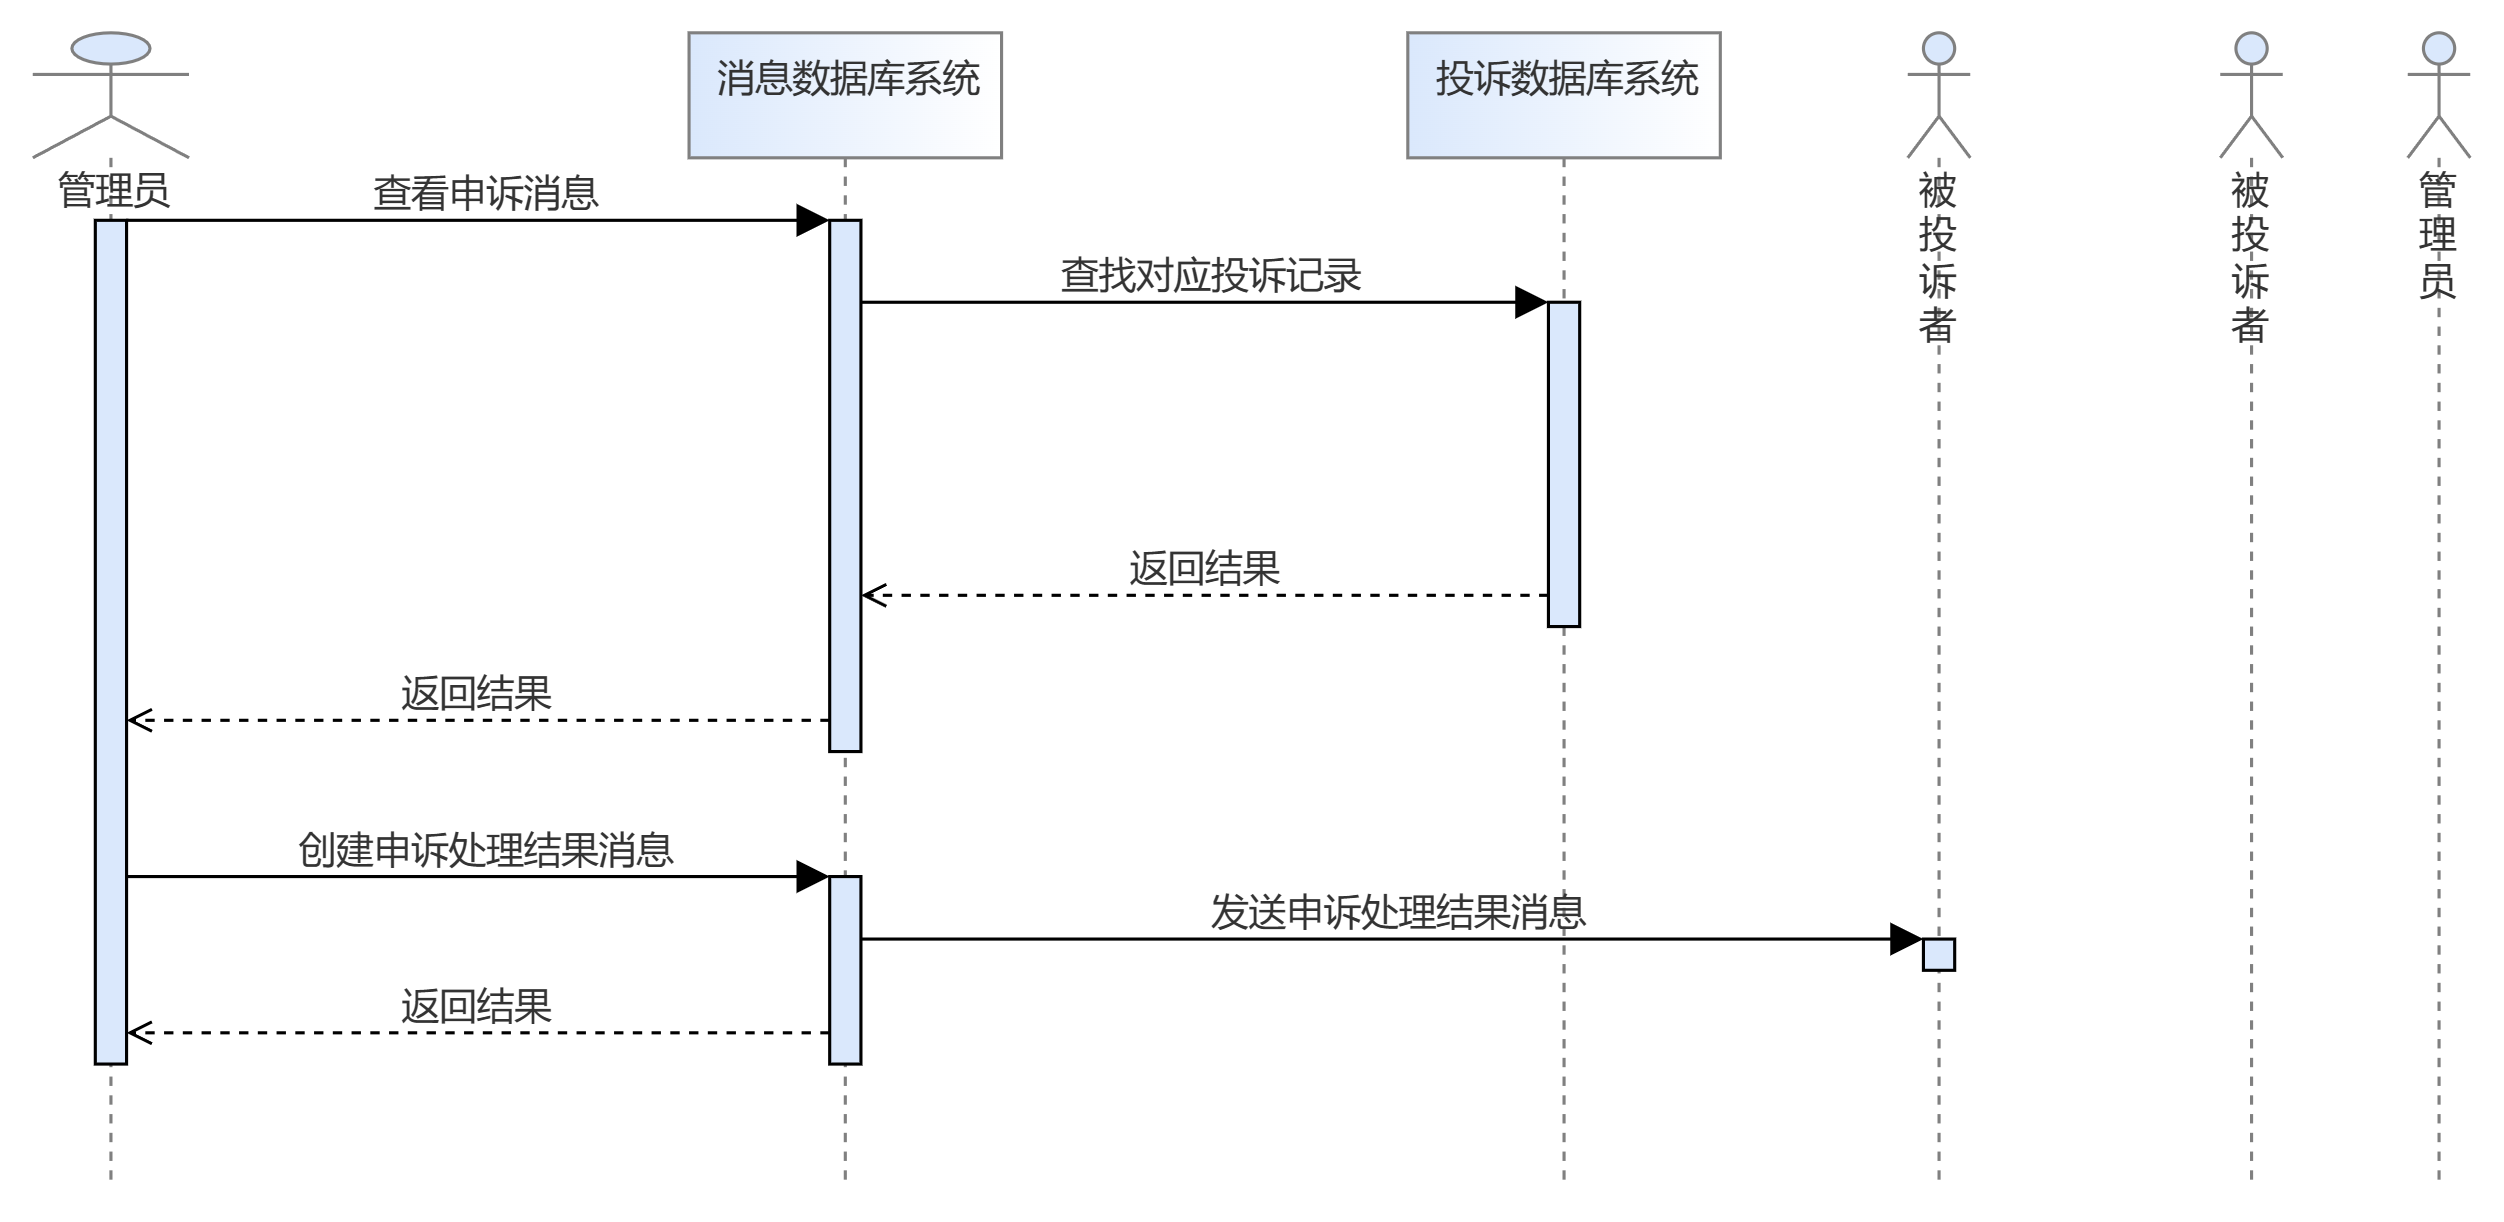 消息数据库系统
投诉数据库系统
管理员
被投诉者
被投诉者
管理员
查看申诉消息
查找对应投诉记录
返回结果
返回结果
创建申诉处理结果消息
发送申诉处理结果消息
返回结果